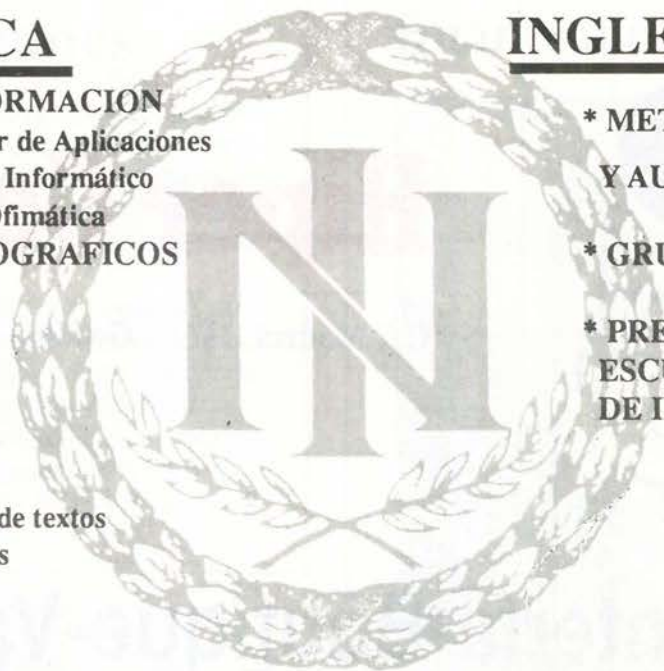 CA
ORMACION
r de Aplicaciones
Informático
Ofimática
OGRAFICOS
de textos
s
INGLE
* MET
Y AU
* GRU
* PRE
ESCU
DE I